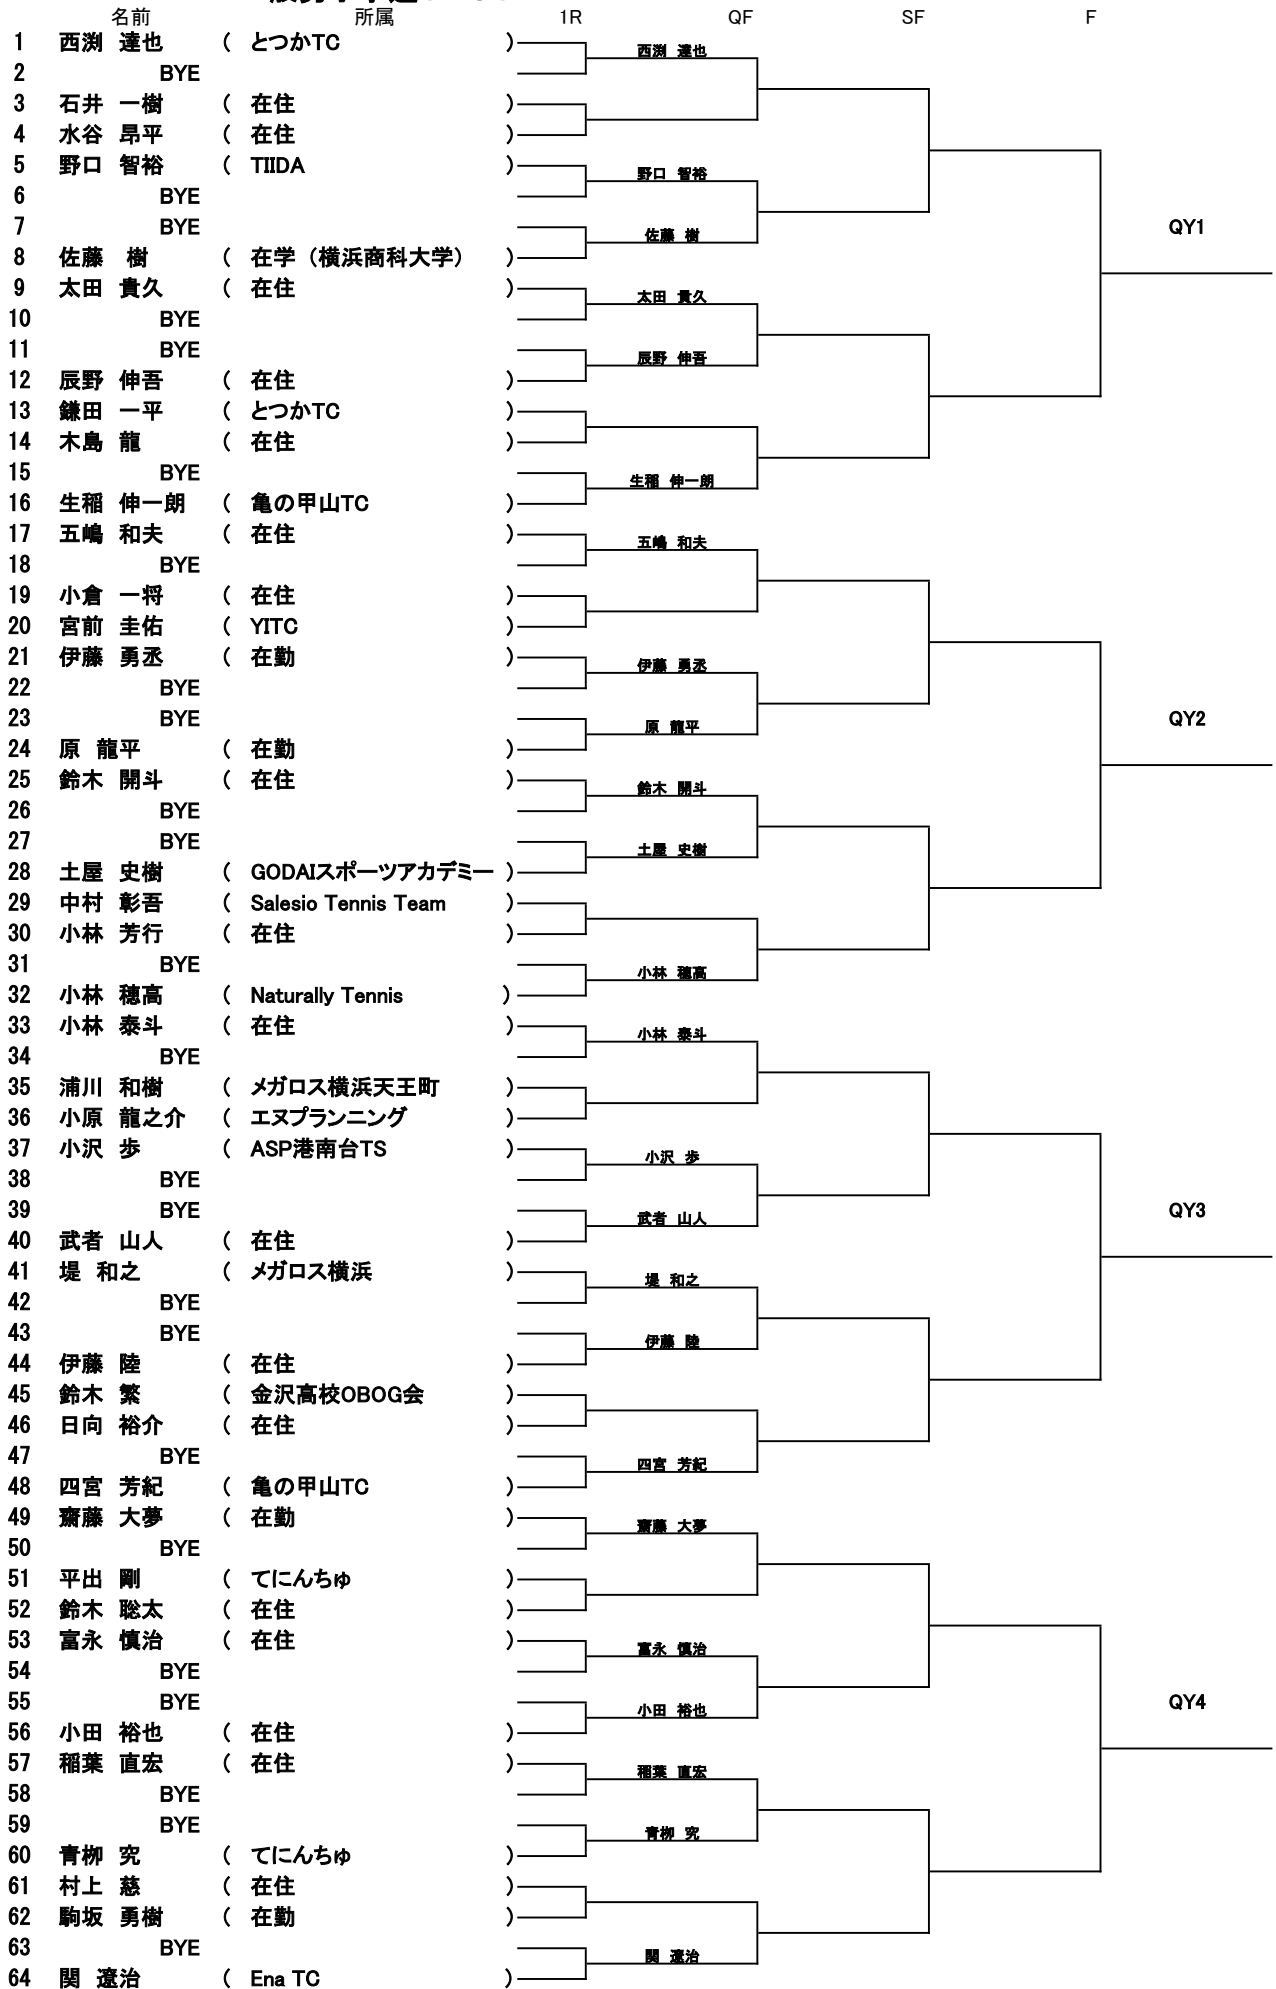 名前 所属 1R QF SF F
1 西渕 達也 ( とつかTC )
西渕 達也
2 BYE
3 石井 一樹 ( 在住 )
4 水谷 昂平 ( 在住 )
5 野口 智裕 ( TIIDA )
野口 智裕
6 BYE
7 BYE QY1
佐藤 樹
8 佐藤 樹 ( 在学（横浜商科大学） )
9 太田 貴久 ( 在住 )
太田 貴久
10 BYE
11 BYE
辰野 伸吾
12 辰野 伸吾 ( 在住 )
13 鎌田 一平 ( とつかTC )
14 木島 龍 ( 在住 )
15 BYE
生稲 伸一朗
16 生稲 伸一朗 ( 亀の甲山TC )
17 五嶋 和夫 ( 在住 )
五嶋 和夫
18 BYE
19 小倉 一将 ( 在住 )
20 宮前 圭佑 ( YITC )
21 伊藤 勇丞 ( 在勤 )
伊藤 勇丞
22 BYE
23 BYE QY2
原 龍平
24 原 龍平 ( 在勤 )
25 鈴木 開斗 ( 在住 )
鈴木 開斗
26 BYE
27 BYE
土屋 史樹
28 土屋 史樹 ( GODAIスポーツアカデミー )
29 中村 彰吾 ( Salesio Tennis Team )
30 小林 芳行 ( 在住 )
31 BYE
小林 穂高
32 小林 穂高 ( Naturally Tennis )
33 小林 泰斗 ( 在住 )
小林 泰斗
34 BYE
35 浦川 和樹 ( メガロス横浜天王町 )
36 小原 龍之介 ( エヌプランニング )
37 小沢 歩 ( ASP港南台TS )
小沢 歩
38 BYE
39 BYE QY3
武者 山人
40 武者 山人 ( 在住 )
41 堤 和之 ( メガロス横浜 )
堤 和之
42 BYE
43 BYE
伊藤 陸
44 伊藤 陸 ( 在住 )
45 鈴木 繁 ( 金沢高校OBOG会 )
46 日向 裕介 ( 在住 )
47 BYE
四宮 芳紀
48 四宮 芳紀 ( 亀の甲山TC )
49 齋藤 大夢 ( 在勤 )
齋藤 大夢
50 BYE
51 平出 剛 ( てにんちゅ )
52 鈴木 聡太 ( 在住 )
53 富永 慎治 ( 在住 )
富永 慎治
54 BYE
55 BYE QY4
小田 裕也
56 小田 裕也 ( 在住 )
57 稲葉 直宏 ( 在住 )
稲葉 直宏
58 BYE
59 BYE
青柳 究
60 青柳 究 ( てにんちゅ )
61 村上 慈 ( 在住 )
62 駒坂 勇樹 ( 在勤 )
63 BYE
関 遼治
64 関 遼治 ( Ena TC )